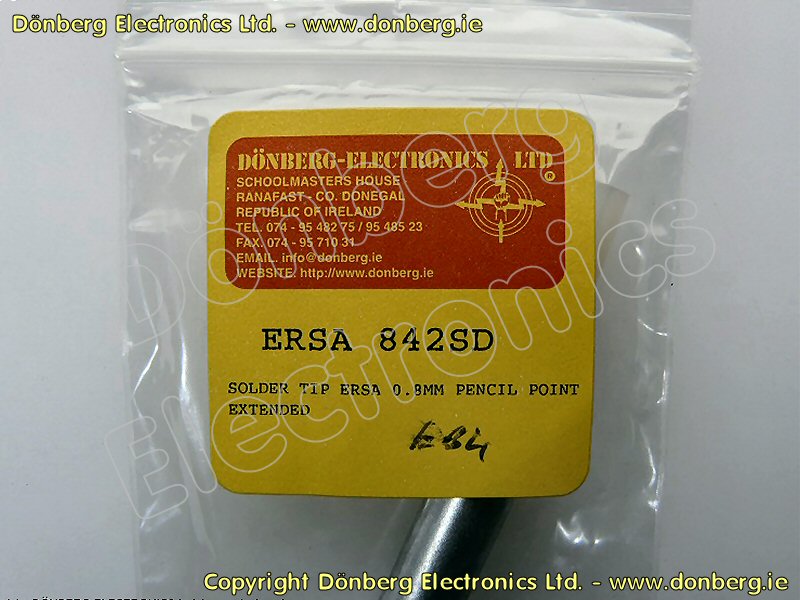 Dönberg Electronics Ltd. - www.donberg.ie
DÖNBERG-ELECTRONICS LTD ®
SCHOOLMASTERS HOUSE
RANAFAST - CO. DONEGAL
REPUBLIC OF IRELAND
TEL. 074 - 95 482 75 / 95 485 23
FAX. 074 - 95 710 31
EMAIL. info@donberg.ie
WEBSITE: http://www.donberg.ie
ERSA 842SD
SOLDER TIP ERSA 0.8MM PENCIL POINT
EXTENDED
E84
Dönberg
Electronics
Copyright Dönberg Electronics Ltd. - www.donberg.ie